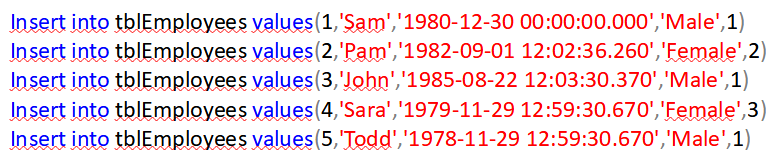 Insert into tblEmployees values(1,'Sam','1980-12-30 00:00:00.000','Male',1)
Insert into tblEmployees values(2,'Pam','1982-09-01 12:02:36.260','Female',2)
Insert into tblEmployees values(3,'John','1985-08-22 12:03:30.370','Male',1)
Insert into tblEmployees values(4,'Sara','1979-11-29 12:59:30.670','Female',3)
Insert into tblEmployees values(5,'Todd','1978-11-29 12:59:30.670','Male',1)